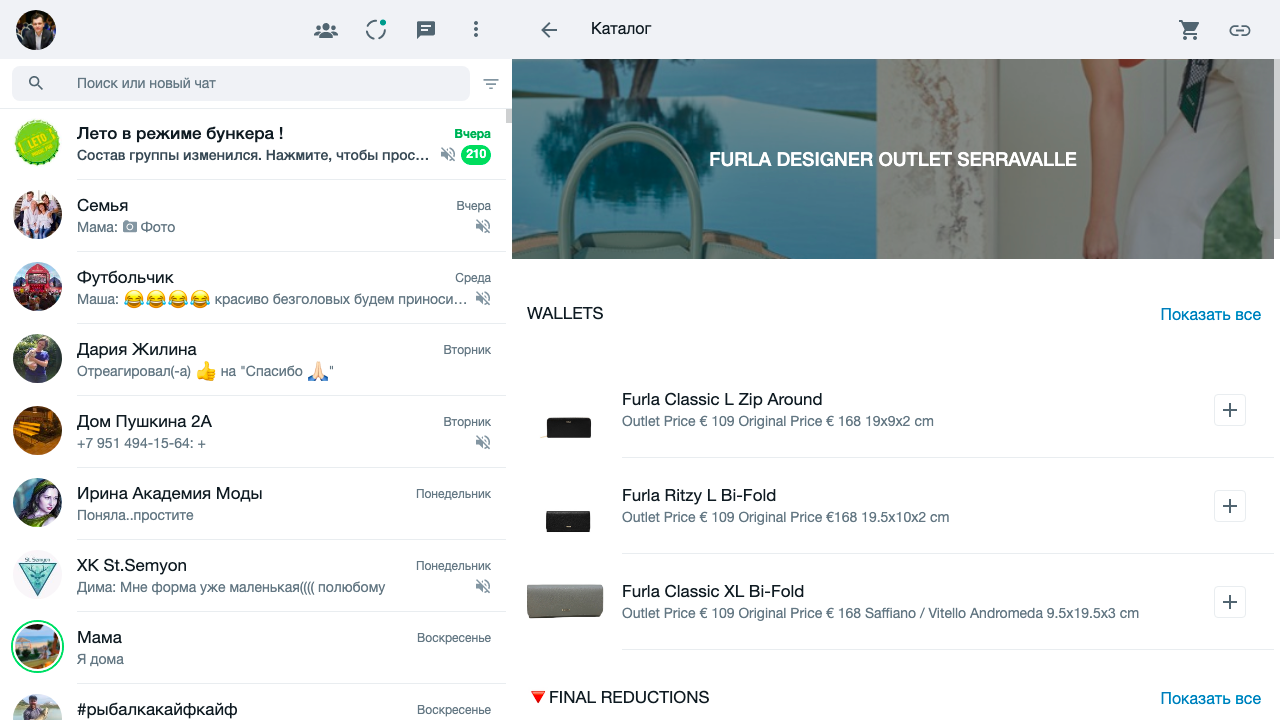 Каталог
Поиск или новый чат
Лето в режиме бункера !
Вчера
Состав группы изменился. Нажмите, чтобы прос...
210
Семья
Вчера
Мама: Фото
Футбольчик
Среда
Маша: 😂😂😂😂 красиво безголовых будем приноси...
Дария Жилина
Вторник
Отреагировал(-а) 👍 на "Спасибо 🙏🏻"
Дом Пушкина 2А
Вторник
+7 951 494-15-64: +
Ирина Академия Моды
Понедельник
Поняла..простите
ХК St.Semyon
Понедельник
Дима: Мне форма уже маленькая(((( полюбому
Мама
Воскресенье
Я дома
#рыбалкакайфкайф
Воскресенье
FURLA DESIGNER OUTLET SERRAVALLE
WALLETS
Показать все
Furla Classic L Zip Around
Outlet Price € 109 Original Price € 168 19x9x2 cm
Furla Ritzy L Bi-Fold
Outlet Price € 109 Original Price €168 19.5x10x2 cm
Furla Classic XL Bi-Fold
Outlet Price € 109 Original Price € 168 Saffiano / Vitello Andromeda 9.5x19.5x3 cm
🔻FINAL REDUCTIONS
Показать все